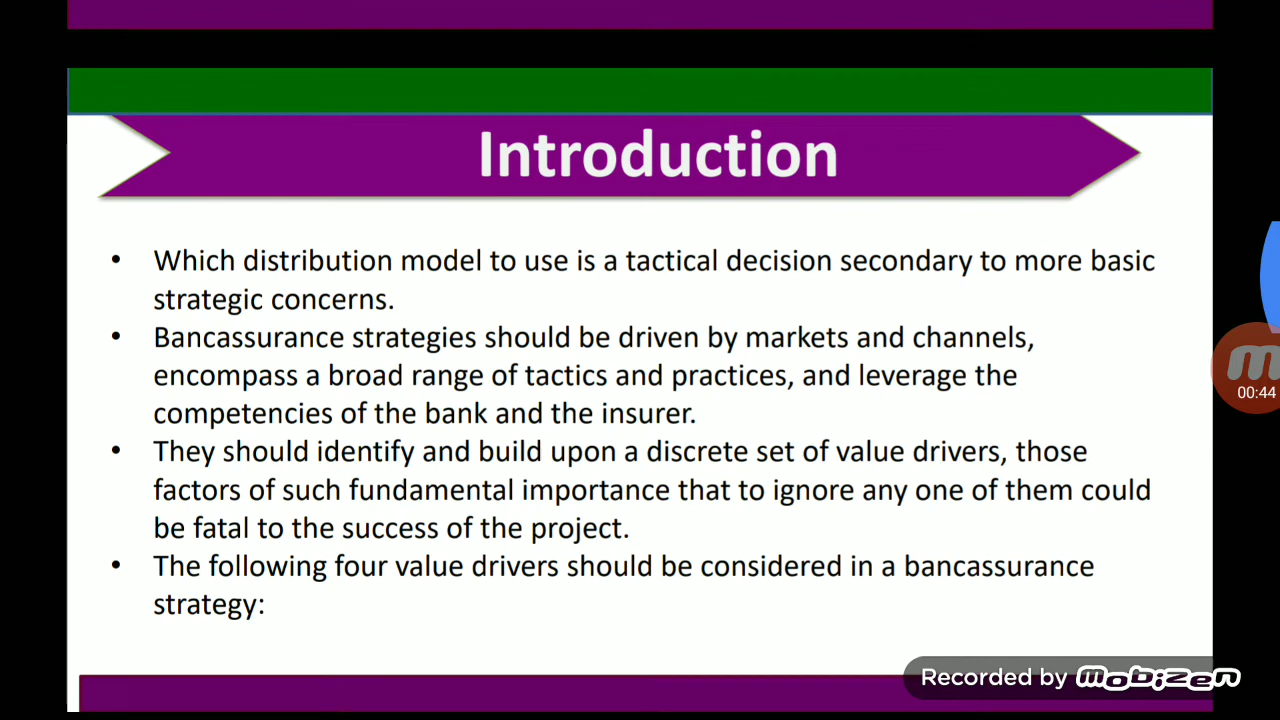 Introduction
• Which distribution model to use is a tactical decision secondary to more basic
strategic concerns.
• Bancassurance strategies should be driven by markets and channels,
encompass a broad range of tactics and practices, and leverage the
competencies of the bank and the insurer.
• They should identify and build upon a discrete set of value drivers, those
factors of such fundamental importance that to ignore any one of them could
be fatal to the success of the project.
• The following four value drivers should be considered in a bancassurance
strategy:
m
00:44
Recorded by mobizen